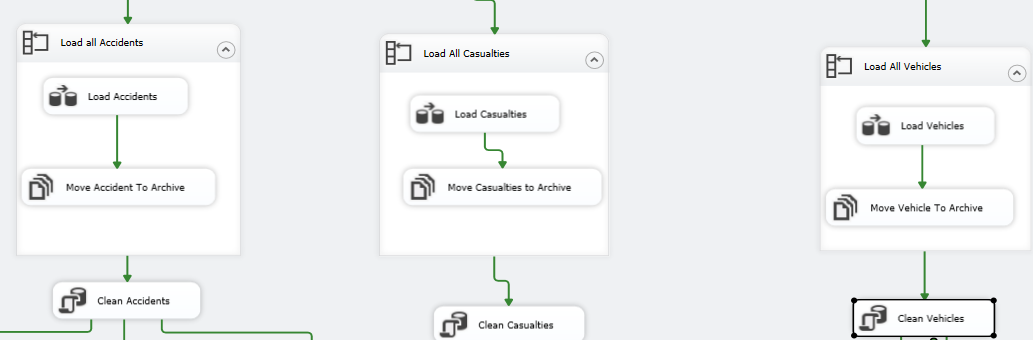 Load all Accidents
Load Accidents
Move Accident To Archive
Clean Accidents
Load All Casualties
Load Casualties
Move Casualties to Archive
Clean Casualties
Load All Vehicles
Load Vehicles
Move Vehicle To Archive
Clean Vehicles